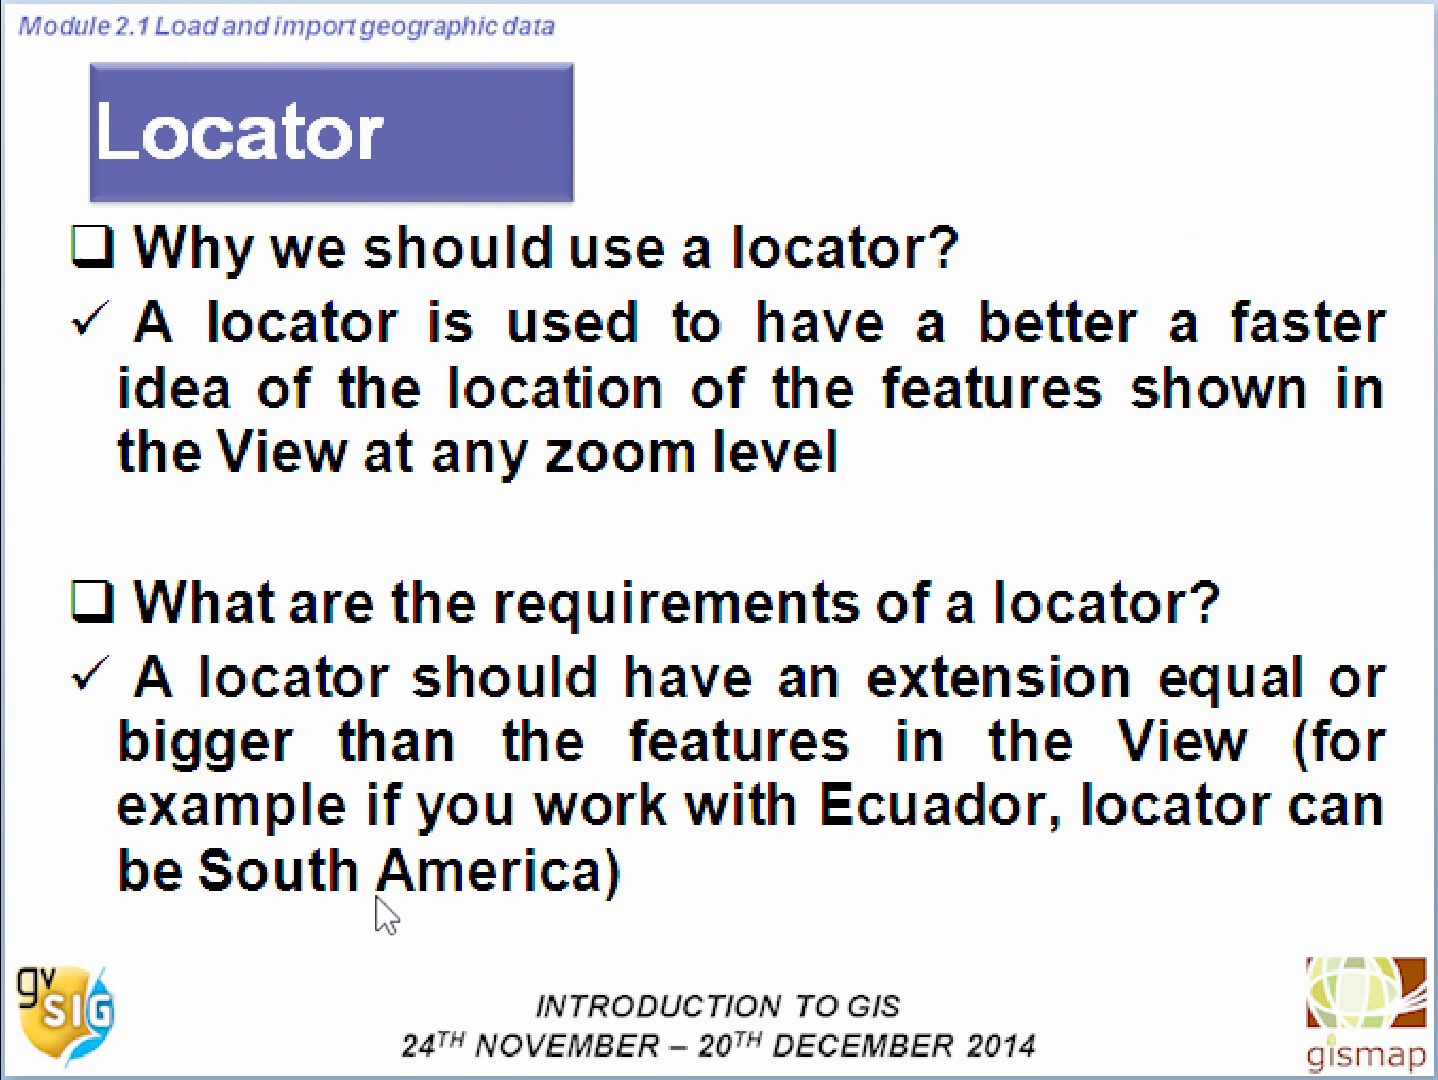 Module 2.1 Load and import geographic data
Locator
❑ Why we should use a locator?
✓ A locator is used to have a better a faster
idea of the location of the features shown in
the View at any zoom level
❑ What are the requirements of a locator?
✓ A locator should have an extension equal or
bigger than the features in the View (for
example if you work with Ecuador, locator can
be South America)
gv
SIG
INTRODUCTION TO GIS
24TH NOVEMBER – 20TH DECEMBER 2014
gismap